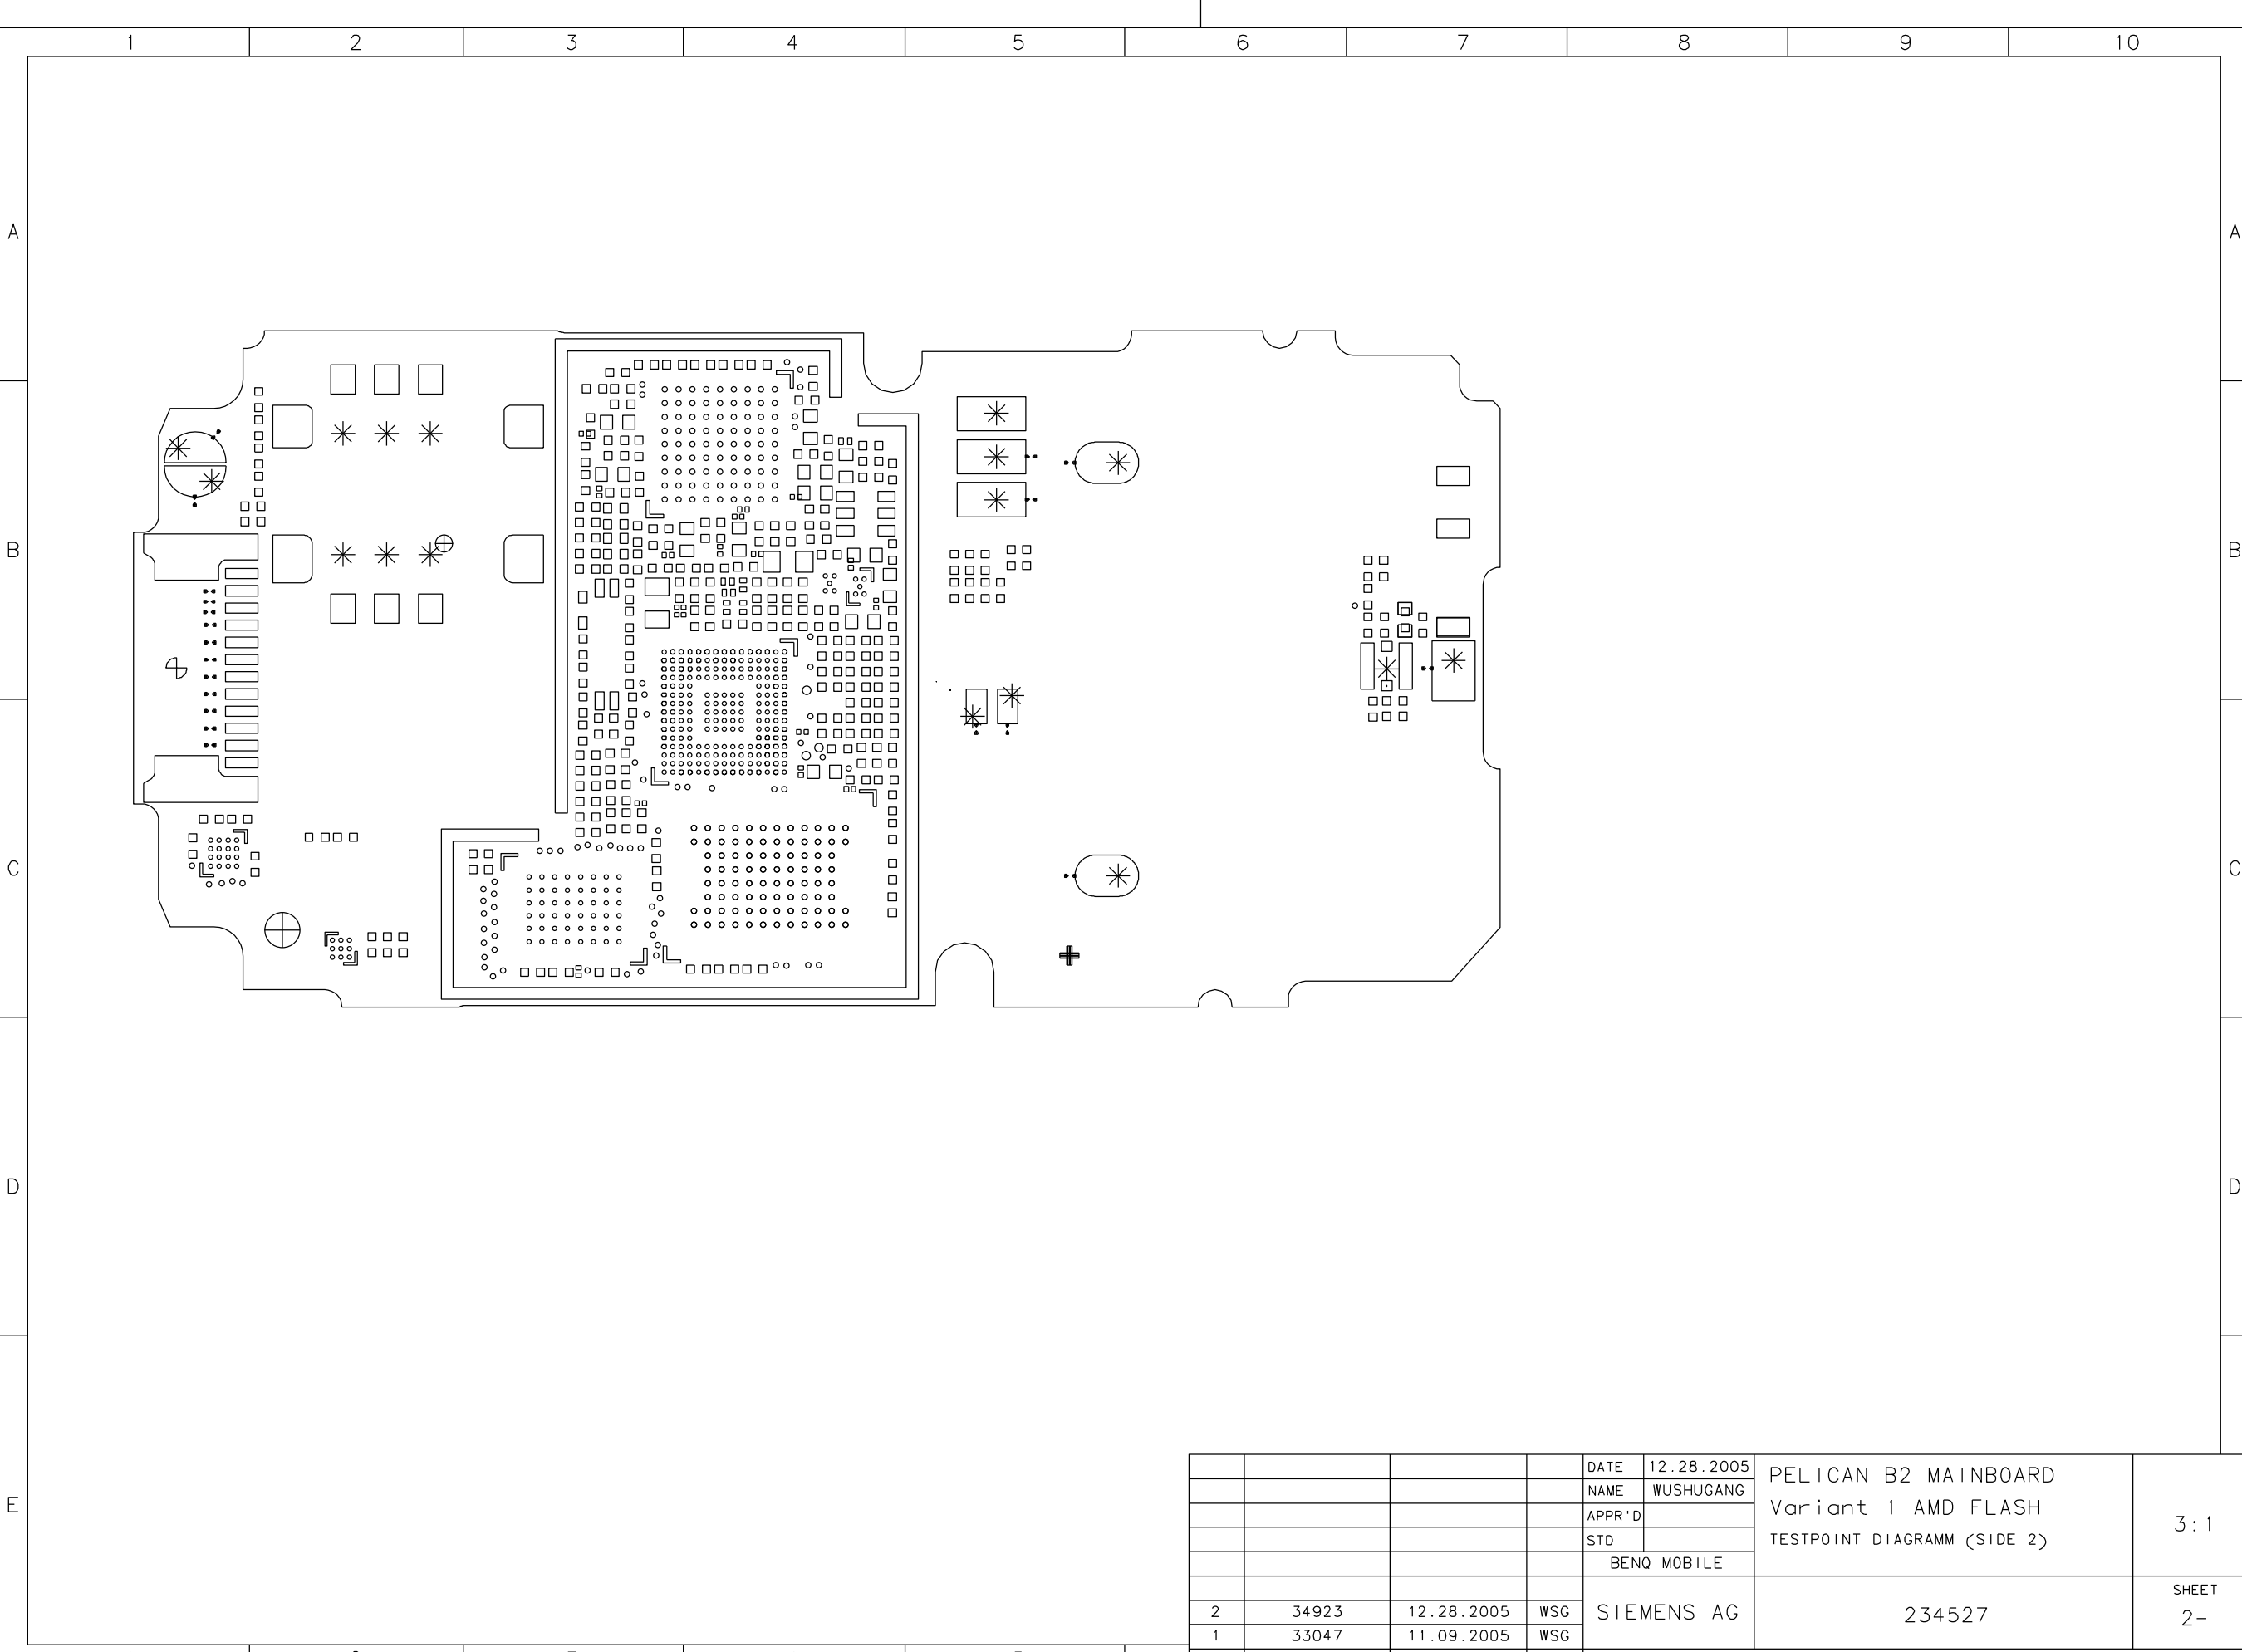 1 2 3 4 5 6 7 8 9 10
A A
B B
C C
D D
E
DATE 12.28.2005
NAME WUSHUGANG
APPR'D
STD
BENQ MOBILE
PELICAN B2 MAINBOARD
Variant 1 AMD FLASH
TESTPOINT DIAGRAMM (SIDE 2)
3:1
2 34923 12.28.2005 WSG
1 33047 11.09.2005 WSG
SIEMENS AG
234527
SHEET
2-